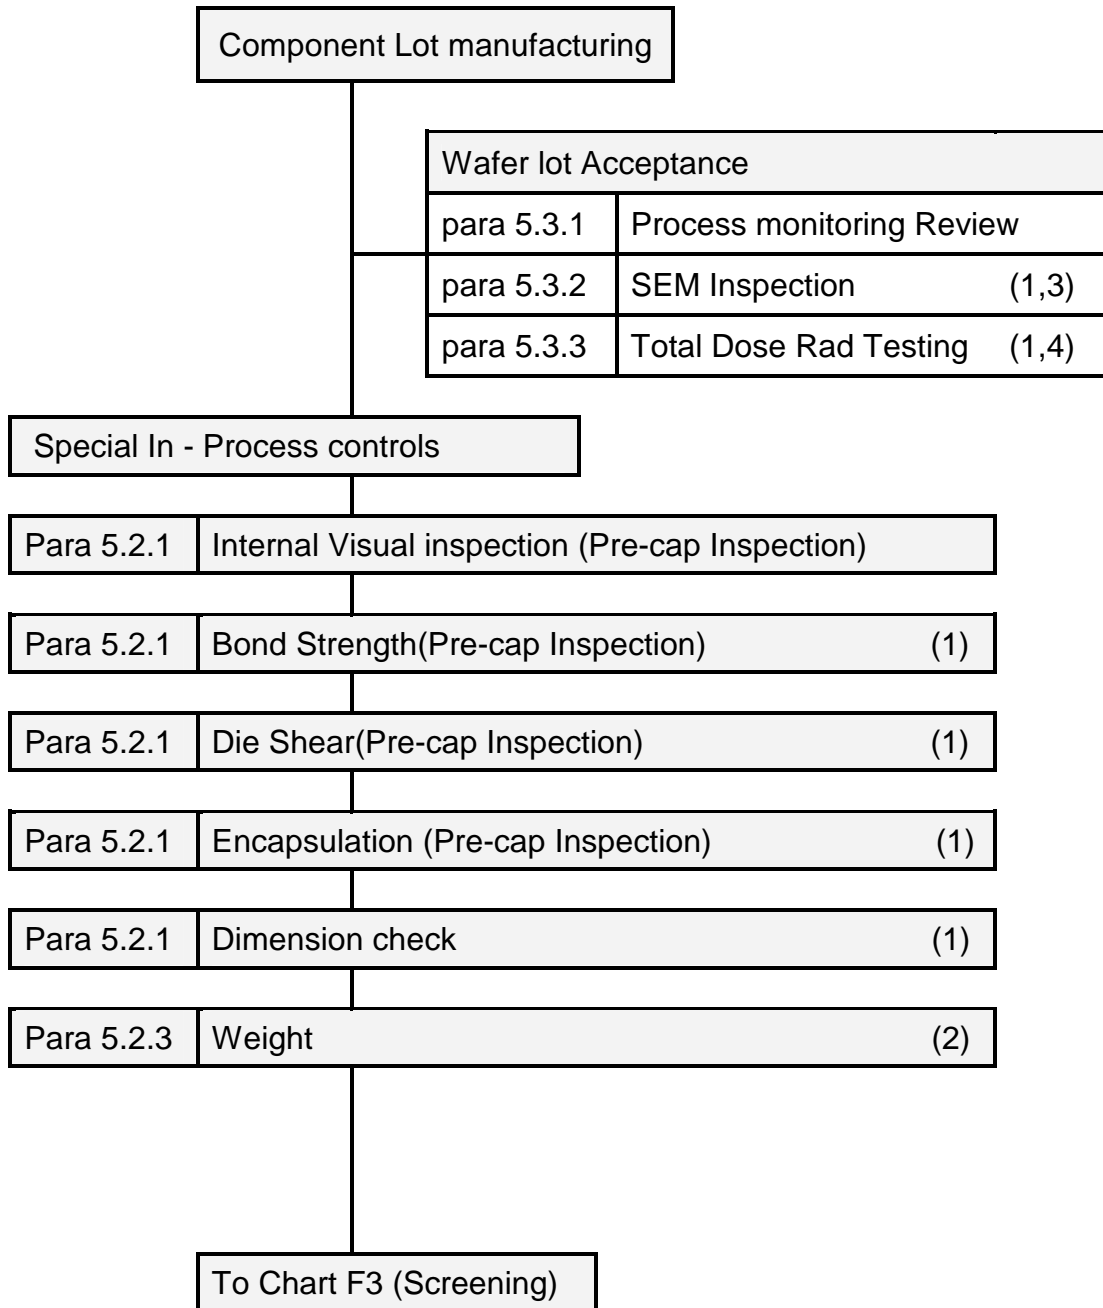 Component Lot manufacturing
Wafer lot Acceptance
para 5.3.1 Process monitoring Review
para 5.3.2 SEM Inspection (1,3)
para 5.3.3 Total Dose Rad Testing (1,4)
Special In - Process controls
Para 5.2.1 Internal Visual inspection (Pre-cap Inspection)
Para 5.2.1 Bond Strength(Pre-cap Inspection) (1)
Para 5.2.1 Die Shear(Pre-cap Inspection) (1)
Para 5.2.1 Encapsulation (Pre-cap Inspection) (1)
Para 5.2.1 Dimension check (1)
Para 5.2.3 Weight (2)
To Chart F3 (Screening)